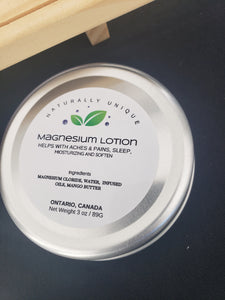 NATURALLY UNIQUE
MAGNESIUM LOTION
HELPS WITH ACHES & PAINS, SLEEP,
MOISTURIZING AND SOFTEN
Ingredients
MAGNESIUM CLORIDE, WATER, INFUSED
OILS, MANGO BUTTER
ONTARIO, CANADA
Net Weight 3 oz / 89G